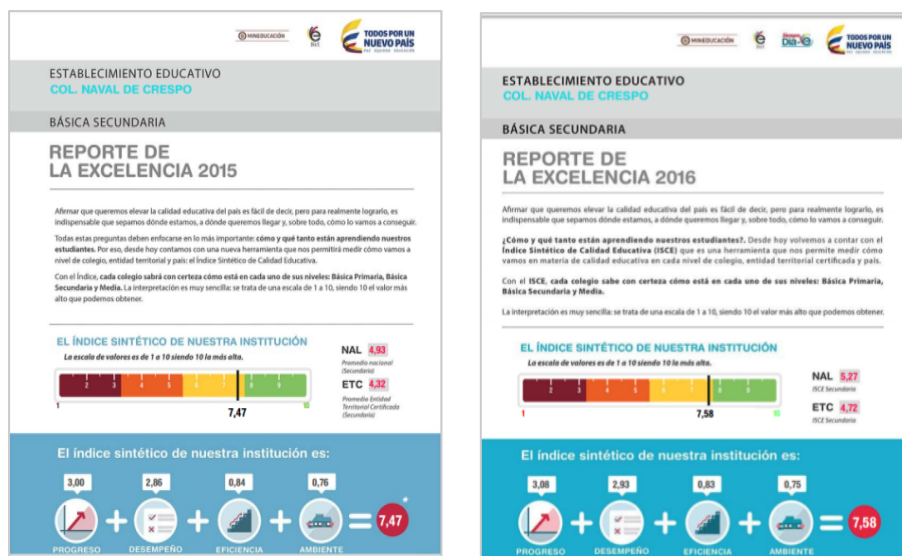 MINEDUCACIÓN
TODOS POR UN
NUEVO PAÍS
PAZ EQUIDAD EDUCACIÓN
ESTABLECIMIENTO EDUCATIVO
COL. NAVAL DE CRESPO
BÁSICA SECUNDARIA
REPORTE DE
LA EXCELENCIA 2015
Afirmar que queremos elevar la calidad educativa del país es fácil de decir, pero para realmente lograrlo, es
indispensable que sepamos dónde estamos, a dónde queremos llegar y, sobre todo, cómo lo vamos a conseguir.
Todas estas preguntas deben enfocarse en lo más importante: cómo y qué tanto están aprendiendo nuestros
estudiantes. Por eso, desde hoy contamos con una nueva herramienta que nos permitirá medir cómo vamos a
nivel de colegio, entidad territorial y país: el Índice Sintético de Calidad Educativa.
Con el Índice, cada colegio sabrá con certeza cómo está en cada uno de sus niveles: Básica Primaria, Básica
Secundaria y Media. La interpretación es muy sencilla: se trata de una escala de 1 a 10, siendo 10 el valor más
alto que podemos obtener.
EL ÍNDICE SINTÉTICO DE NUESTRA INSTITUCIÓN
La escala de valores es de 1 a 10 siendo 10 la más alta.
2 3 4 5 6 7 8 9
1 10
7,47
NAL 4,93
Promedio nacional
(Secundaria)
ETC 4,32
Promedio Entidad
Territorial Certificada
(Secundaria)
El índice sintético de nuestra institución es:
3,00 2,86 0,84 0,76
+ + + = 7,47 *
PROGRESO DESEMPEÑO EFICIENCIA AMBIENTE
MINEDUCACIÓN
Día é
TODOS POR UN
NUEVO PAÍS
PAZ EQUIDAD EDUCACIÓN
ESTABLECIMIENTO EDUCATIVO
COL. NAVAL DE CRESPO
BÁSICA SECUNDARIA
REPORTE DE
LA EXCELENCIA 2016
Afirmar que queremos elevar la calidad educativa del país es fácil de decir, pero para realmente lograrlo, es
indispensable que sepamos dónde estamos, a dónde queremos llegar y, sobre todo, cómo lo vamos a conseguir.
¿Cómo y qué tanto están aprendiendo nuestros estudiantes?. Desde hoy volvemos a contar con el
Índice Sintético de Calidad Educativa (ISCE) que es una herramienta que nos permite medir cómo
vamos en materia de calidad educativa en cada nivel de colegio, entidad territorial certificada y país.
Con el ISCE, cada colegio sabe con certeza cómo está en cada uno de sus niveles: Básica Primaria,
Básica Secundaria y Media.
La interpretación es muy sencilla: se trata de una escala de 1 a 10, siendo 10 el valor más alto que podemos obtener.
EL ÍNDICE SINTÉTICO DE NUESTRA INSTITUCIÓN
La escala de valores es de 1 a 10 siendo 10 la más alta.
2 3 4 5 6 7 8 9
1 10
7,58
NAL 5,27
ISCE Secundaria
ETC 4,72
ISCE Secundaria
El índice sintético de nuestra institución es:
3,08 2,93 0,83 0,75
+ + + = 7,58
PROGRESO DESEMPEÑO EFICIENCIA AMBIENTE